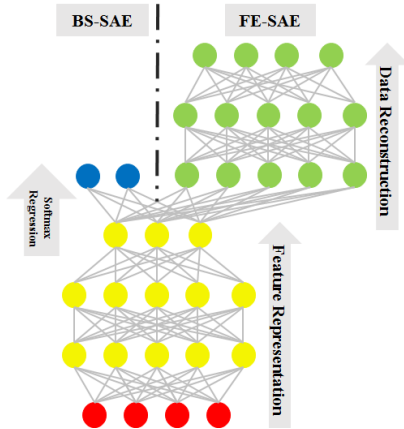 BS-SAE
FE-SAE
Data Reconstruction
Softmax
Regression
Feature Representation